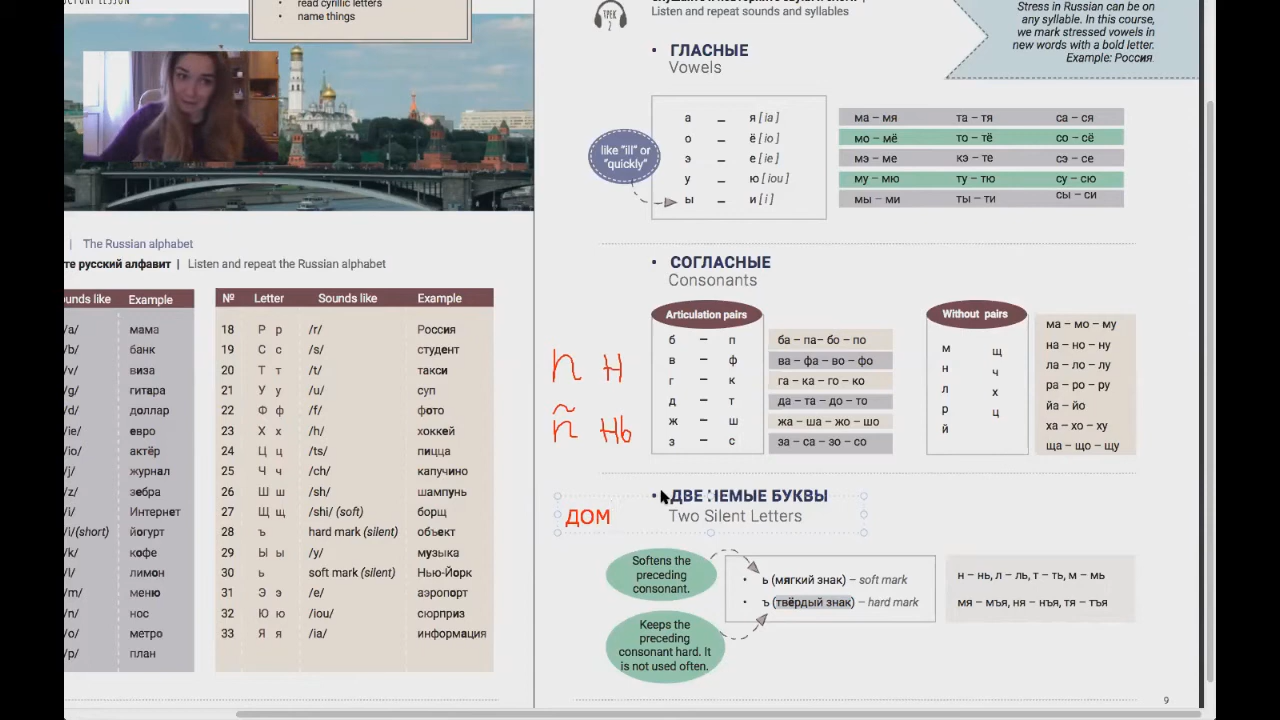 read cyrillic letters
name things
| The Russian alphabet
те русский алфавит | Listen and repeat the Russian alphabet
ounds like Example
/a/ мама
/b/ банк
/v/ виза
/g/ гитара
/d/ доллар
/ie/ евро
/io/ актёр
/j/ журнал
/z/ зебра
/i/ Интернет
/i/(short) йогурт
/k/ кофе
/l/ лимон
/m/ меню
/n/ нос
/o/ метро
/p/ план
№ Letter Sounds like Example
18 Р р /r/ Россия
19 С с /s/ студент
20 Т т /t/ такси
21 У у /u/ суп
22 Ф ф /f/ фото
23 Х х /h/ хоккей
24 Ц ц /ts/ пицца
25 Ч ч /ch/ капучино
26 Ш ш /sh/ шампунь
27 Щ щ /shi/ (soft) борщ
28 ъ hard mark (silent) объект
29 Ы ы /y/ музыка
30 ь soft mark (silent) Нью-Йорк
31 Э э /e/ аэропорт
32 Ю ю /iou/ сюрприз
33 Я я /ia/ информация
ТРЕК
2
Listen and repeat sounds and syllables
Stress in Russian can be on
any syllable. In this course,
we mark stressed vowels in
new words with a bold letter.
Example: Россия.
• ГЛАСНЫЕ
Vowels
like "ill" or
"quickly"
а – я [ia]
о – ё [io]
э – е [ie]
у – ю [iou]
ы – и [i]
ма – мя та – тя са – ся
мо – мё то – тё со – сё
мэ – ме кэ – те сэ – се
му – мю ту – тю су – сю
мы – ми ты – ти сы – си
• СОГЛАСНЫЕ
Consonants
Articulation pairs
б – п
в – ф
г – к
д – т
ж – ш
з – с
ба – па– бо – по
ва – фа – во – фо
га – ка – го – ко
да – та – до – то
жа – ша – жо – шо
за – са – зо – со
Without pairs
м щ
н ч
л х
р ц
й
ма – мо – му
на – но – ну
ла – ло – лу
ра – ро – ру
йа – йо
ха – хо – ху
ща – що – щу
n н
ñ нь
• ДВЕ НЕМЫЕ БУКВЫ
Two Silent Letters
дом
Softens the
preceding
consonant.
Keeps the
preceding
consonant hard. It
is not used often.
• ь (мягкий знак) – soft mark
• ъ (твёрдый знак) – hard mark
н – нь, л – ль, т – ть, м – мь
мя – мъя, ня – нъя, тя – тъя
9